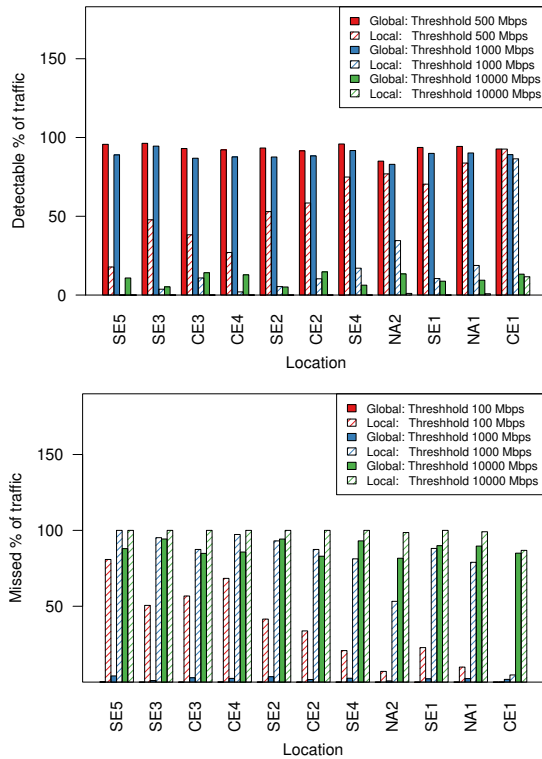 Global: Threshhold 500 Mbps
Local: Threshhold 500 Mbps
Global: Threshhold 1000 Mbps
Local: Threshhold 1000 Mbps
Global: Threshhold 10000 Mbps
Local: Threshhold 10000 Mbps
Detectable % of traffic
150
100
50
0
SE5 SE3 CE3 CE4 SE2 CE2 SE4 NA2 SE1 NA1 CE1
Location
Global: Threshhold 100 Mbps
Local: Threshhold 100 Mbps
Global: Threshhold 1000 Mbps
Local: Threshhold 1000 Mbps
Global: Threshhold 10000 Mbps
Local: Threshhold 10000 Mbps
Missed % of traffic
150
100
50
SE5 SE3 CE3 CE4 SE2 CE2 SE4 NA2 SE1 NA1 CE1
Location